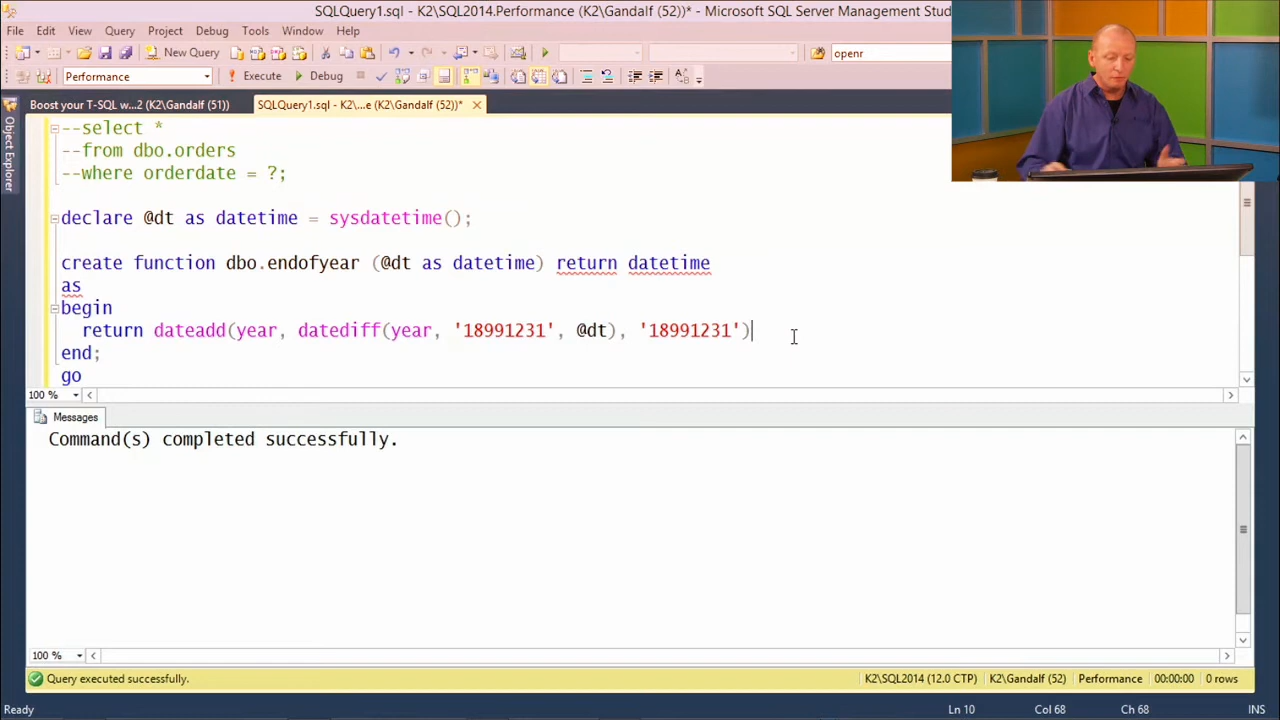 SQLQuery1.sql - K2\SQL2014.Performance (K2\Gandalf (52))* - Microsoft SQL Server Management Stud
File Edit View Query Project Debug Tools Window Help
New Query
openr
Performance
Execute
Debug
Boost your T-SQL w...2 (K2\Gandalf (51))
SQLQuery1.sql - K2\...e (K2\Gandalf (52))*
Object Explorer
--select *
--from dbo.orders
--where orderdate = ?;
declare @dt as datetime = sysdatetime();
create function dbo.endofyear (@dt as datetime) return datetime
as
begin
return dateadd(year, datediff(year, '18991231', @dt), '18991231')
end;
go
100 %
Messages
Command(s) completed successfully.
100 %
Query executed successfully.
K2\SQL2014 (12.0 CTP)
K2\Gandalf (52)
Performance
00:00:00
0 rows
Ready
Ln 10
Col 68
Ch 68
INS